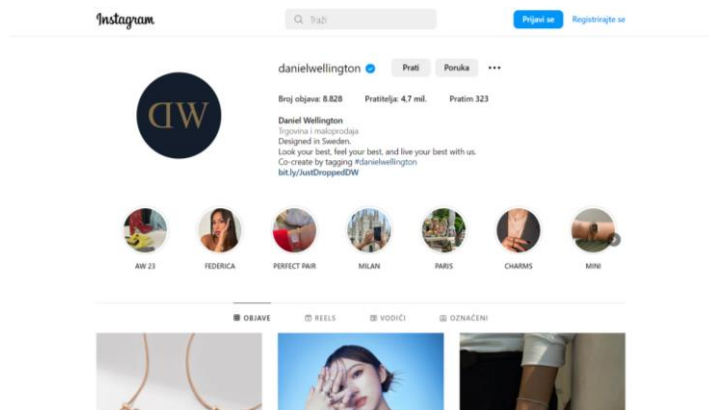 Instagram
Traži
Prijavi se Registrirajte se
danielwellington Prati Poruka
DW
Broj objava: 8.828 Pratitelja: 4,7 mil. Pratim 323
Daniel Wellington
Trgovina i maloprodaja
Designed in Sweden.
Look your best, feel your best, and live your best with us.
Co-create by tagging #danielwellington
bit.ly/JustDroppedDW
AW 23 FEDERICA PERFECT PAIR MILAN PARIS CHARMS MINI
OBJAVE REELS VODIČI OZNAČENI